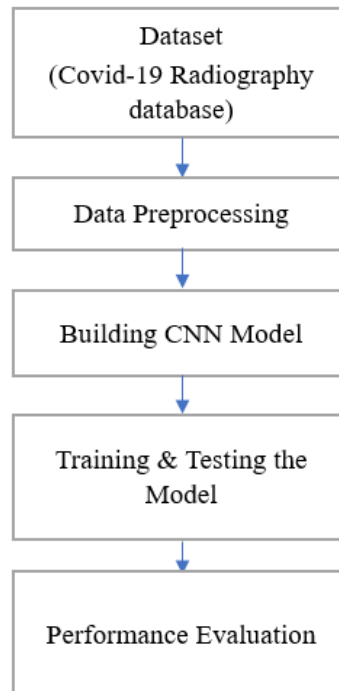 Dataset
(Covid-19 Radiography
database)
Data Preprocessing
Building CNN Model
Training & Testing the
Model
Performance Evaluation